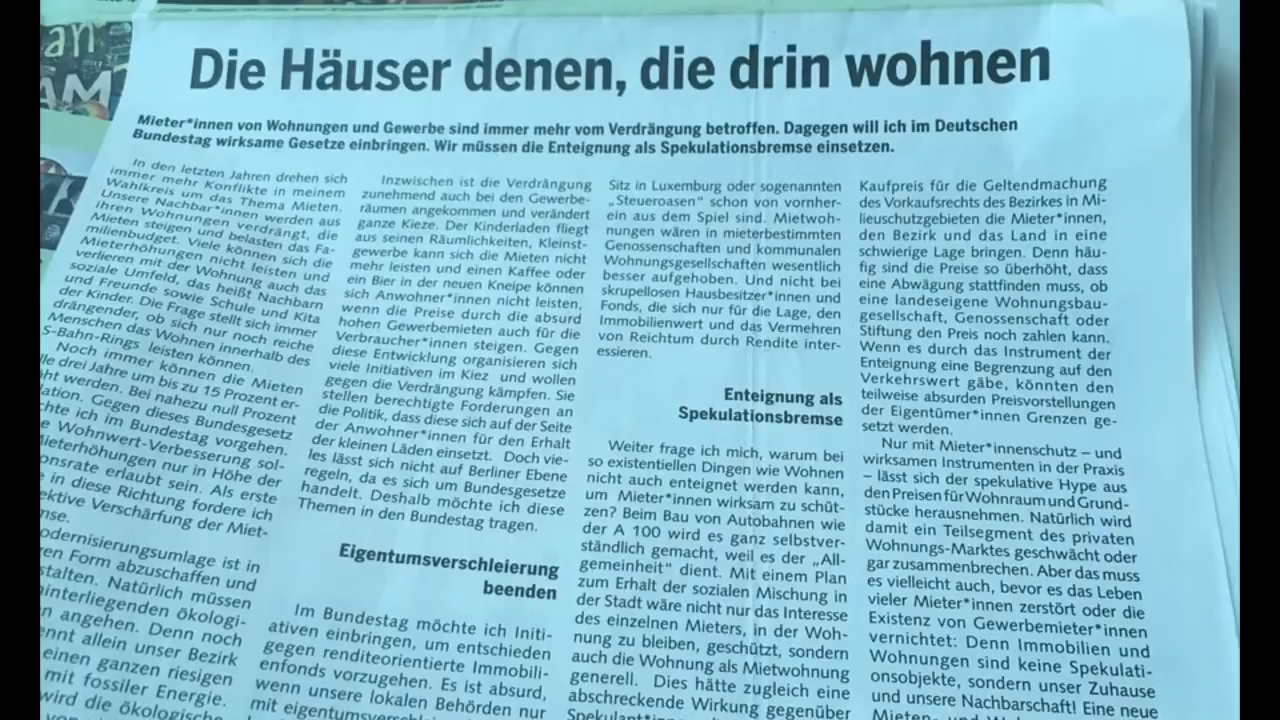 an
AM
Die Häuser denen, die drin wohnen
Mieter*innen von Wohnungen und Gewerbe sind immer mehr vom Verdrängung betroffen. Dagegen will ich im Deutschen
Bundestag wirksame Gesetze einbringen. Wir müssen die Enteignung als Spekulationsbremse einsetzen.
In den letzten Jahren drehen sich
immer mehr Konflikte in meinem
Wahlkreis um das Thema Mieten.
Unsere Nachbar*innen werden aus
ihren Wohnungen verdrängt, die
Mieten steigen und belasten das Fa-
milienbudget. Viele können sich die
Mieterhöhungen nicht leisten und
verlieren mit der Wohnung auch das
soziale Umfeld, das heißt Nachbarn
und Freunde sowie Schule und Kita
der Kinder. Die Frage stellt sich immer
drängender, ob sich nur noch reiche
Menschen das Wohnen innerhalb des
S-Bahn-Rings leisten können.
Noch immer können die Mieten
lle drei Jahre um bis zu 15 Prozent er-
ht werden. Bei nahezu null Prozent
lation. Gegen dieses Bundesgesetz
hte ich im Bundestag vorgehen.
e Wohnwert-Verbesserung sol-
ieterhöhungen nur in Höhe der
onsrate erlaubt sein. Als erste
e in diese Richtung fordere ich
ektive Verschärfung der Miet-
nse.
odernisierungsumlage ist in
en Form abzuschaffen und
stalten. Natürlich müssen
interliegenden ökologi-
n angehen. Denn noch
ennt allein unser Bezirk
einen ganzen riesigen
mit fossiler Energie.
wird die ökologische
Inzwischen ist die Verdrängung
zunehmend auch bei den Gewerbe-
räumen angekommen und verändert
ganze Kieze. Der Kinderladen fliegt
aus seinen Räumlichkeiten, Kleinst-
gewerbe kann sich die Mieten nicht
mehr leisten und einen Kaffee oder
ein Bier in der neuen Kneipe können
sich Anwohner*innen nicht leisten,
wenn die Preise durch die absurd
hohen Gewerbemieten auch für die
Verbraucher*innen steigen. Gegen
diese Entwicklung organisieren sich
viele Initiativen im Kiez und wollen
gegen die Verdrängung kämpfen. Sie
stellen berechtigte Forderungen an
die Politik, dass diese sich auf der Seite
der Anwohner*innen für den Erhalt
der kleinen Läden einsetzt. Doch vie-
les lässt sich nicht auf Berliner Ebene
regeln, da es sich um Bundesgesetze
handelt. Deshalb möchte ich diese
Themen in den Bundestag tragen.
Eigentumsverschleierung
beenden
Im Bundestag möchte ich Initi-
ativen einbringen, um entschieden
gegen renditeorientierte Immobili-
enfonds vorzugehen. Es ist absurd,
wenn unsere lokalen Behörden nur
Sitz in Luxemburg oder sogenannten
„Steueroasen“ schon von vornher-
ein aus dem Spiel sind. Mietwoh-
nungen wären in mieterbestimmten
Genossenschaften und kommunalen
Wohnungsgesellschaften wesentlich
besser aufgehoben. Und nicht bei
skrupellosen Hausbesitzer*innen und
Fonds, die sich nur für die Lage, den
Immobilienwert und das Vermehren
von Reichtum durch Rendite inter-
essieren.
Enteignung als
Spekulationsbremse
Weiter frage ich mich, warum bei
so existentiellen Dingen wie Wohnen
nicht auch enteignet werden kann,
um Mieter*innen wirksam zu schüt-
zen? Beim Bau von Autobahnen wie
der A 100 wird es ganz selbstver-
ständlich gemacht, weil es der „All-
gemeinheit“ dient. Mit einem Plan
zum Erhalt der sozialen Mischung in
der Stadt wäre nicht nur das Interesse
des einzelnen Mieters, in der Woh-
nung zu bleiben, geschützt, sondern
auch die Wohnung als Mietwohnung
generell. Dies hätte zugleich eine
abschreckende Wirkung gegenüber
Kaufpreis für die Geltendmachung
des Vorkaufsrechts des Bezirkes in Mi-
lieuschutzgebieten die Mieter*innen,
den Bezirk und das Land in eine
schwierige Lage bringen. Denn häu-
fig sind die Preise so überhöht, dass
eine Abwägung stattfinden muss, ob
eine landeseigene Wohnungsbau-
gesellschaft, Genossenschaft oder
Stiftung den Preis noch zahlen kann.
Wenn es durch das Instrument der
Enteignung eine Begrenzung auf den
Verkehrswert gäbe, könnten den
teilweise absurden Preisvorstellungen
der Eigentümer*innen Grenzen ge-
setzt werden.
Nur mit Mieter*innenschutz – und
wirksamen Instrumenten in der Praxis
– lässt sich der spekulative Hype aus
den Preisen für Wohnraum und Grund-
stücke herausnehmen. Natürlich wird
damit ein Teilsegment des privaten
Wohnungs-Marktes geschwächt oder
gar zusammenbrechen. Aber das muss
es vielleicht auch, bevor es das Leben
vieler Mieter*innen zerstört oder die
Existenz von Gewerbemieter*innen
vernichtet: Denn Immobilien und
Wohnungen sind keine Spekulati-
onsobjekte, sondern unser Zuhause
und unsere Nachbarschaft! Eine neue